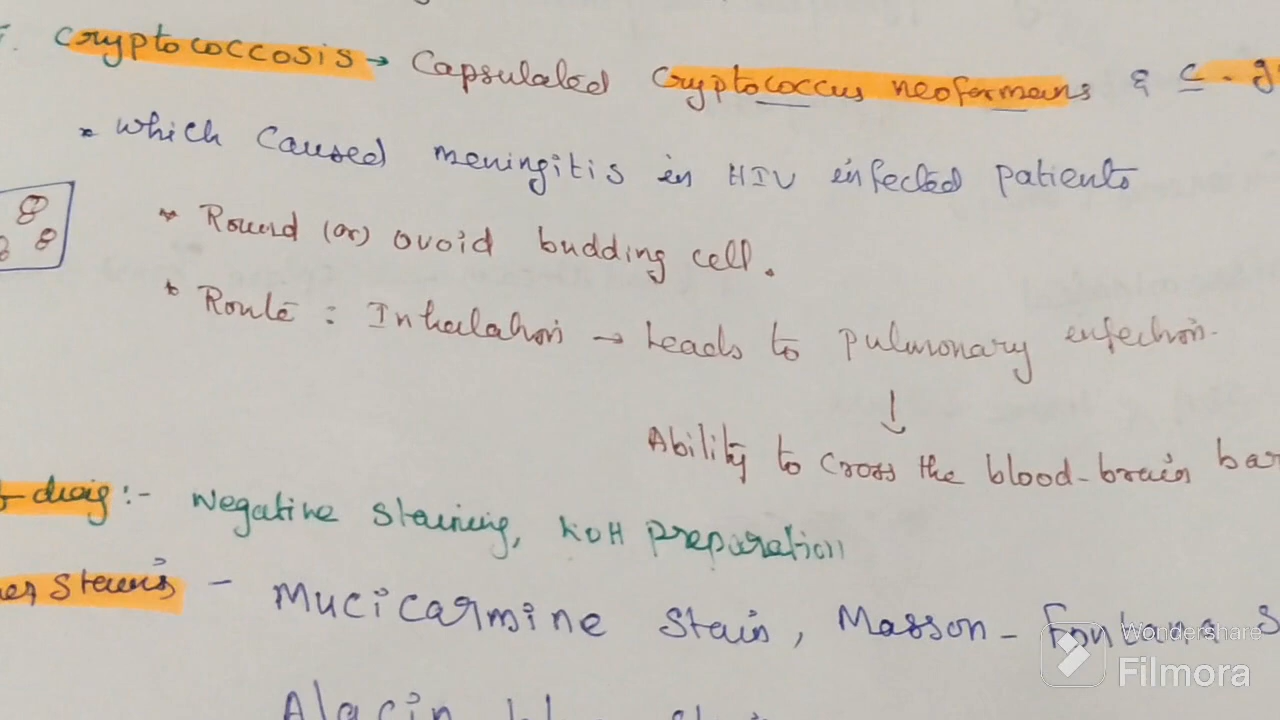 Cryptococcosis → Capsulated Cryptococcus neoformans & C. g
* Which caused meningitis in HIV infected patients
* Round (or) ovoid budding cell.
* Route : Inhalation → Leads to pulmonary infection.
↓
Ability to cross the blood-brain bar
diag :- Negative staining, KOH preparation
stains - Mucicarmine stain, Masson-Fontana S
Wondershare
Filmora